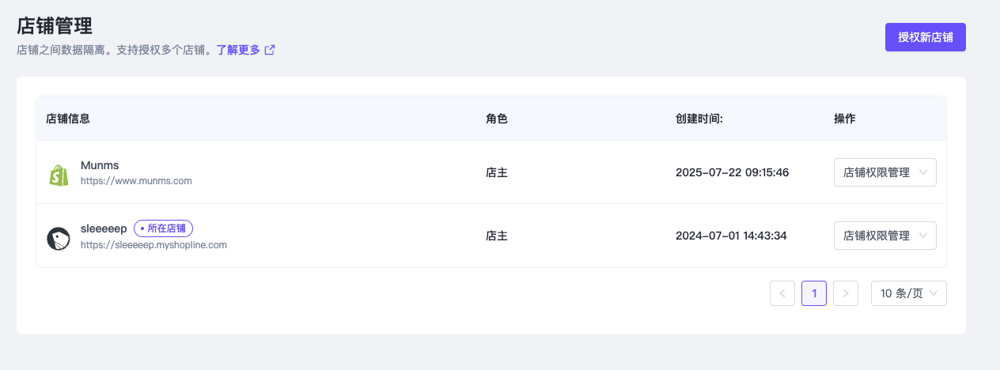 店铺管理
店铺之间数据隔离。支持授权多个店铺。了解更多
授权新店铺
店铺信息 角色 创建时间: 操作
Munms
https://www.munms.com
店主 2025-07-22 09:15:46 店铺权限管理
sleeeeep 所在店铺
https://sleeeeep.myshopline.com
店主 2024-07-01 14:43:34 店铺权限管理
< 1 > 10 条/页